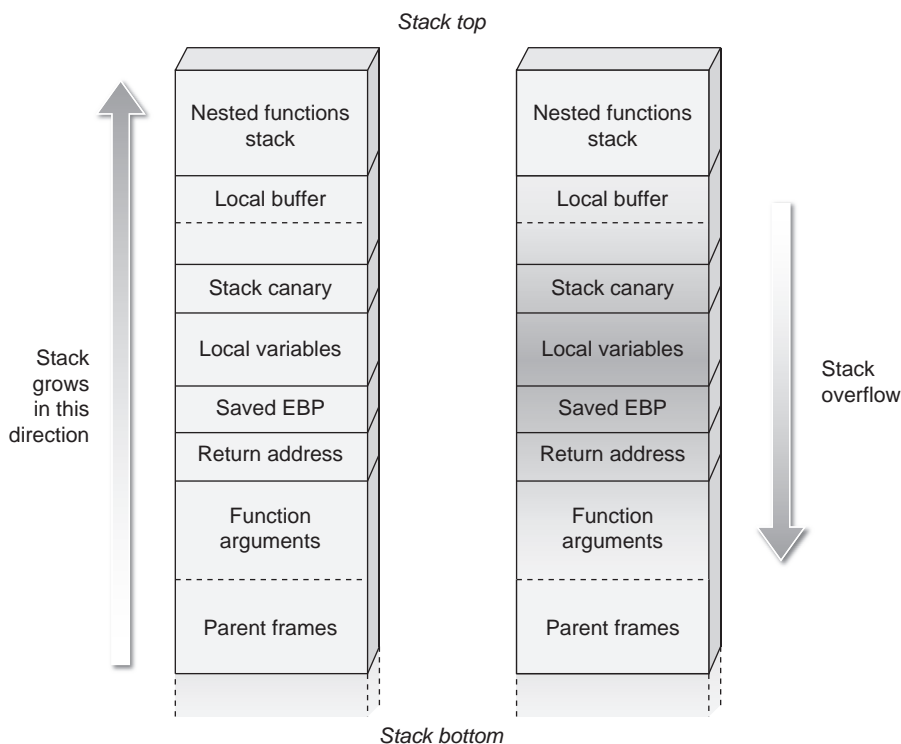 Stack top
Nested functions
stack
Local buffer
Stack canary
Local variables
Saved EBP
Return address
Function
arguments
Parent frames
Stack
grows
in this
direction
Nested functions
stack
Local buffer
Stack canary
Local variables
Saved EBP
Return address
Function
arguments
Parent frames
Stack
overflow
Stack bottom